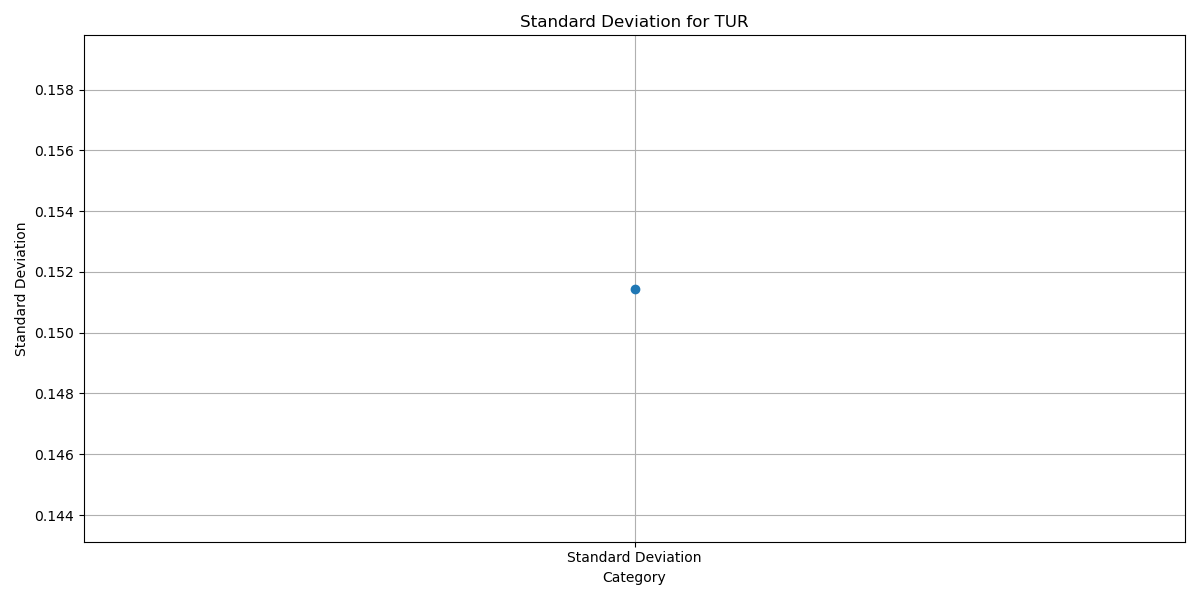 Standard Deviation for TUR
0.158
0.156
0.154
0.152
0.150
0.148
0.146
0.144
Standard Deviation
Standard Deviation
Category